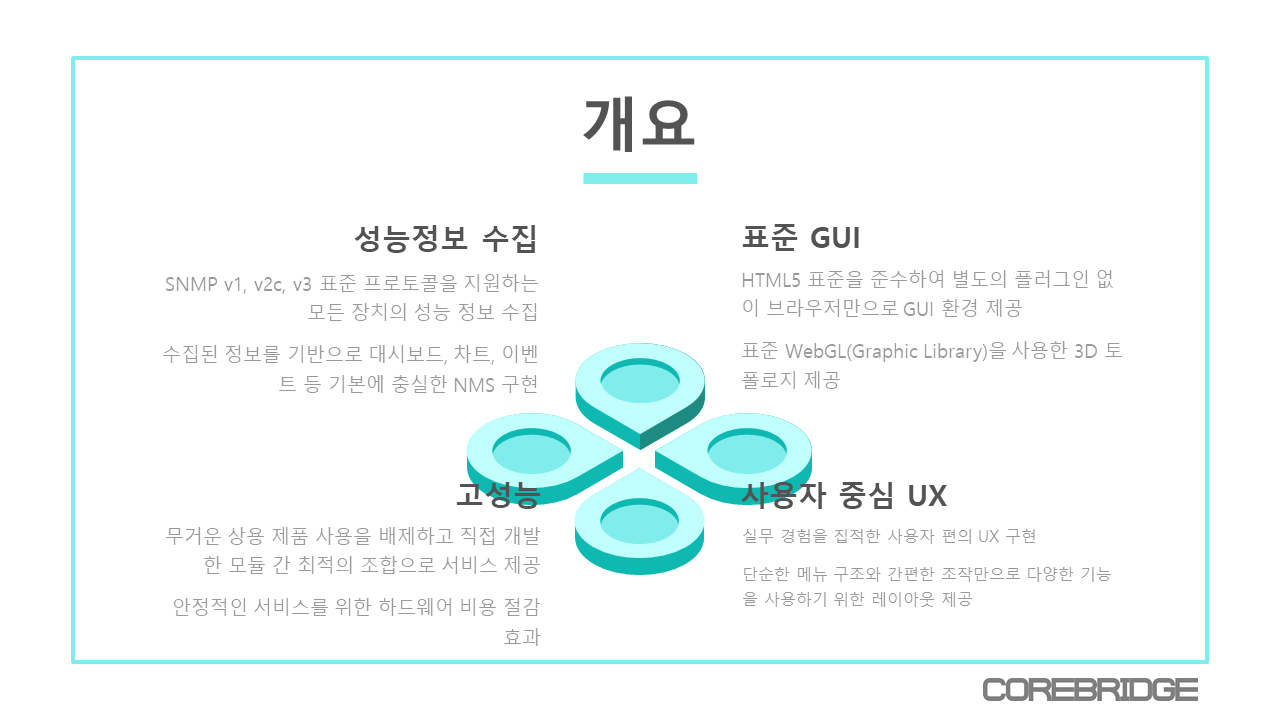 개요
성능정보 수집
SNMP v1, v2c, v3 표준 프로토콜을 지원하는
모든 장치의 성능 정보 수집
수집된 정보를 기반으로 대시보드, 차트, 이벤
트 등 기본에 충실한 NMS 구현
표준 GUI
HTML5 표준을 준수하여 별도의 플러그인 없
이 브라우저만으로 GUI 환경 제공
표준 WebGL(Graphic Library)을 사용한 3D 토
폴로지 제공
고성능
무거운 상용 제품 사용을 배제하고 직접 개발
한 모듈 간 최적의 조합으로 서비스 제공
안정적인 서비스를 위한 하드웨어 비용 절감
효과
사용자 중심 UX
실무 경험을 집적한 사용자 편의 UX 구현
단순한 메뉴 구조와 간편한 조작만으로 다양한 기능
을 사용하기 위한 레이아웃 제공
COREBRIDGE